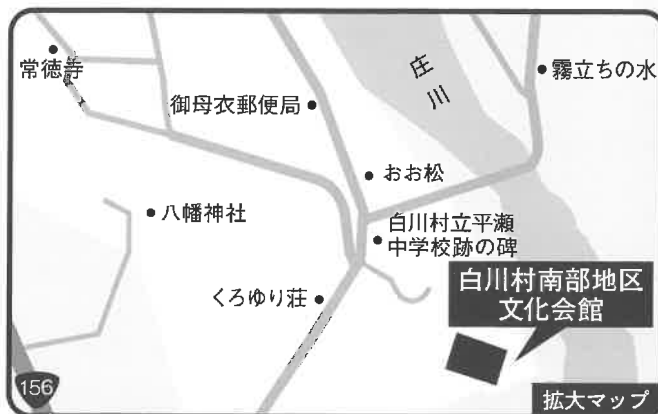 常徳寺
庄川
霧立ちの水
御母衣郵便局
おお松
八幡神社
白川村立平瀬
中学校跡の碑
くろゆり荘
白川村南部地区
文化会館
156
拡大マップ